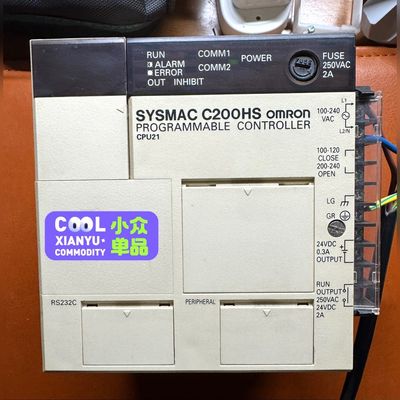 RUN
ALARM
ERROR
OUT INHIBIT
COMM1
COMM2
POWER
FUSE
250VAC
2A
SYSMAC C200HS OMRON
PROGRAMMABLE CONTROLLER
CPU21
L1
100-240
VAC
L2/N
100-120
CLOSE
200-240
OPEN
LG
GR
24VDC
0.3A
OUTPUT
RUN
OUTPUT
250VAC
24VDC
2A
COOL
XIANYU·
COMMODITY
小众
单品
RS232C
PERIPHERAL